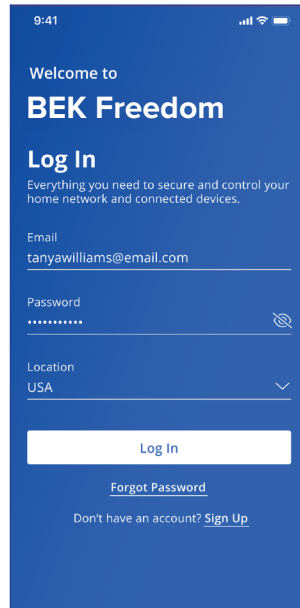 9:41
Welcome to
BEK Freedom
Log In
Everything you need to secure and control your
home network and connected devices.
Email
tanyawilliams@email.com
Password
•••••••••••
Location
USA
Log In
Forgot Password
Don't have an account? Sign Up